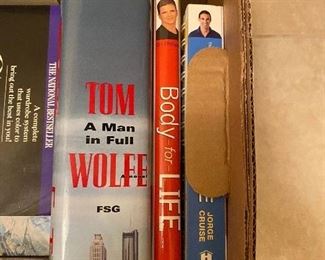 A complete
wardrobe system
that uses color to
bring out the best in you!
THE NATIONAL BESTSELLER
TOM
A Man
in Full
WOLFE
FSG
Body for
LIFE
JORGE
CRUISE